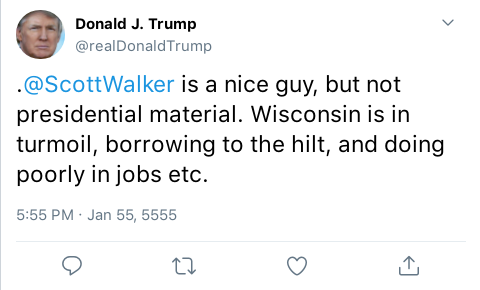 Donald J. Trump
@realDonaldTrump
.@ScottWalker is a nice guy, but not
presidential material. Wisconsin is in
turmoil, borrowing to the hilt, and doing
poorly in jobs etc.
5:55 PM · Jan 55, 5555